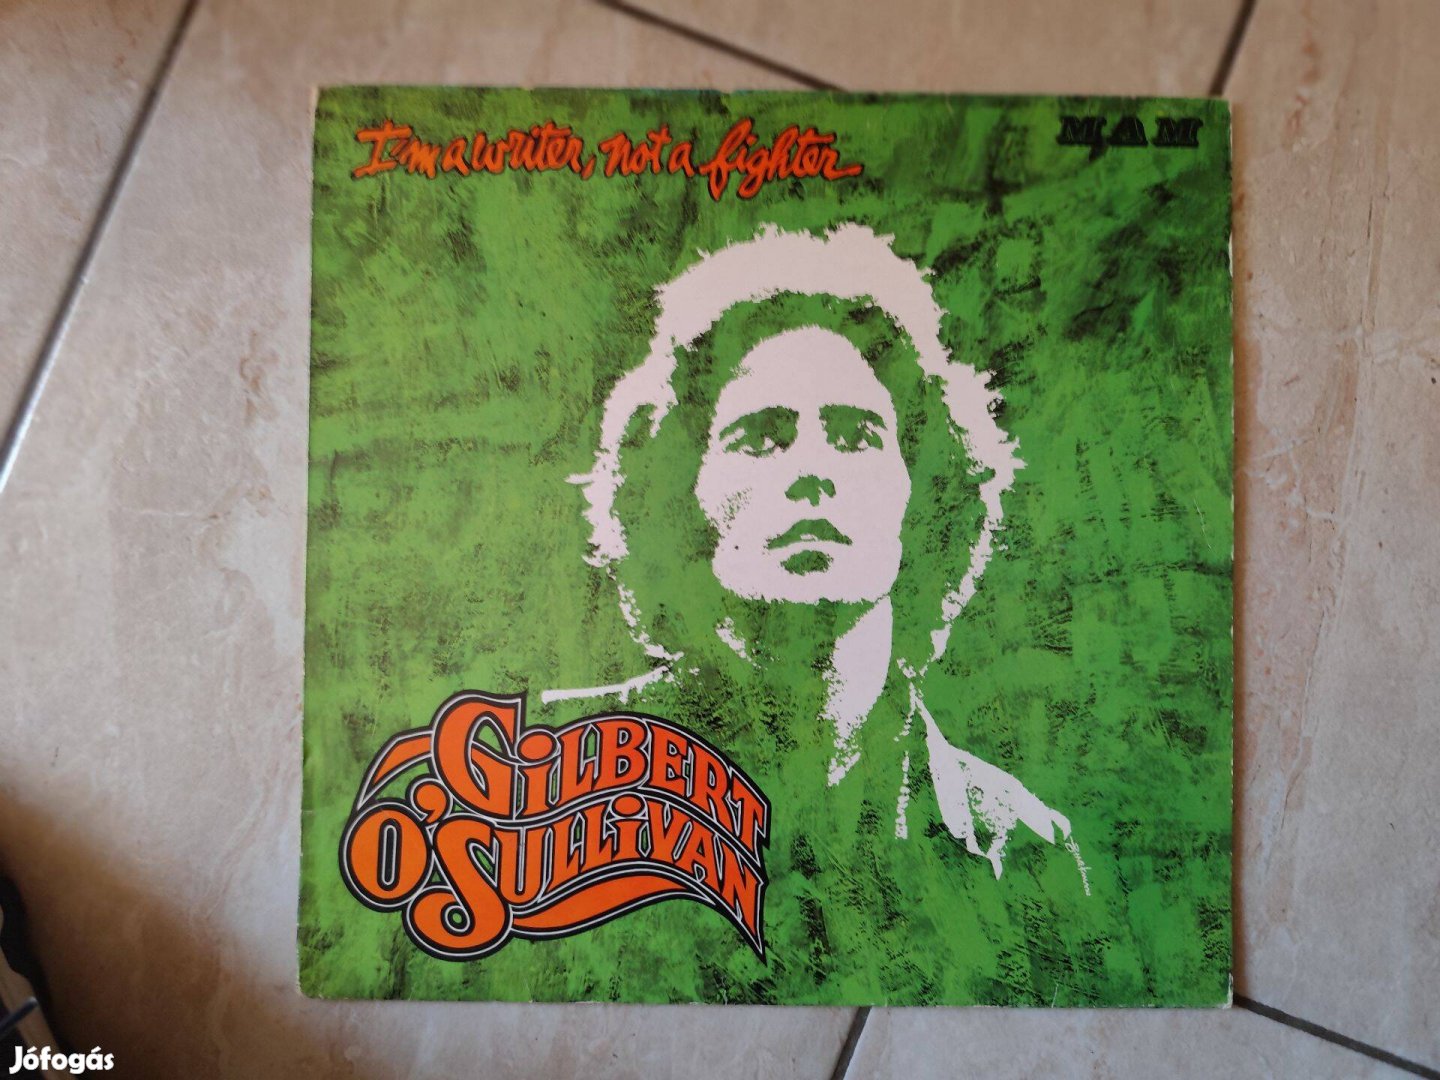 I'm a writer, not a fighter
MAM
GiLBERT
O'SULLiVAN
Jófogás